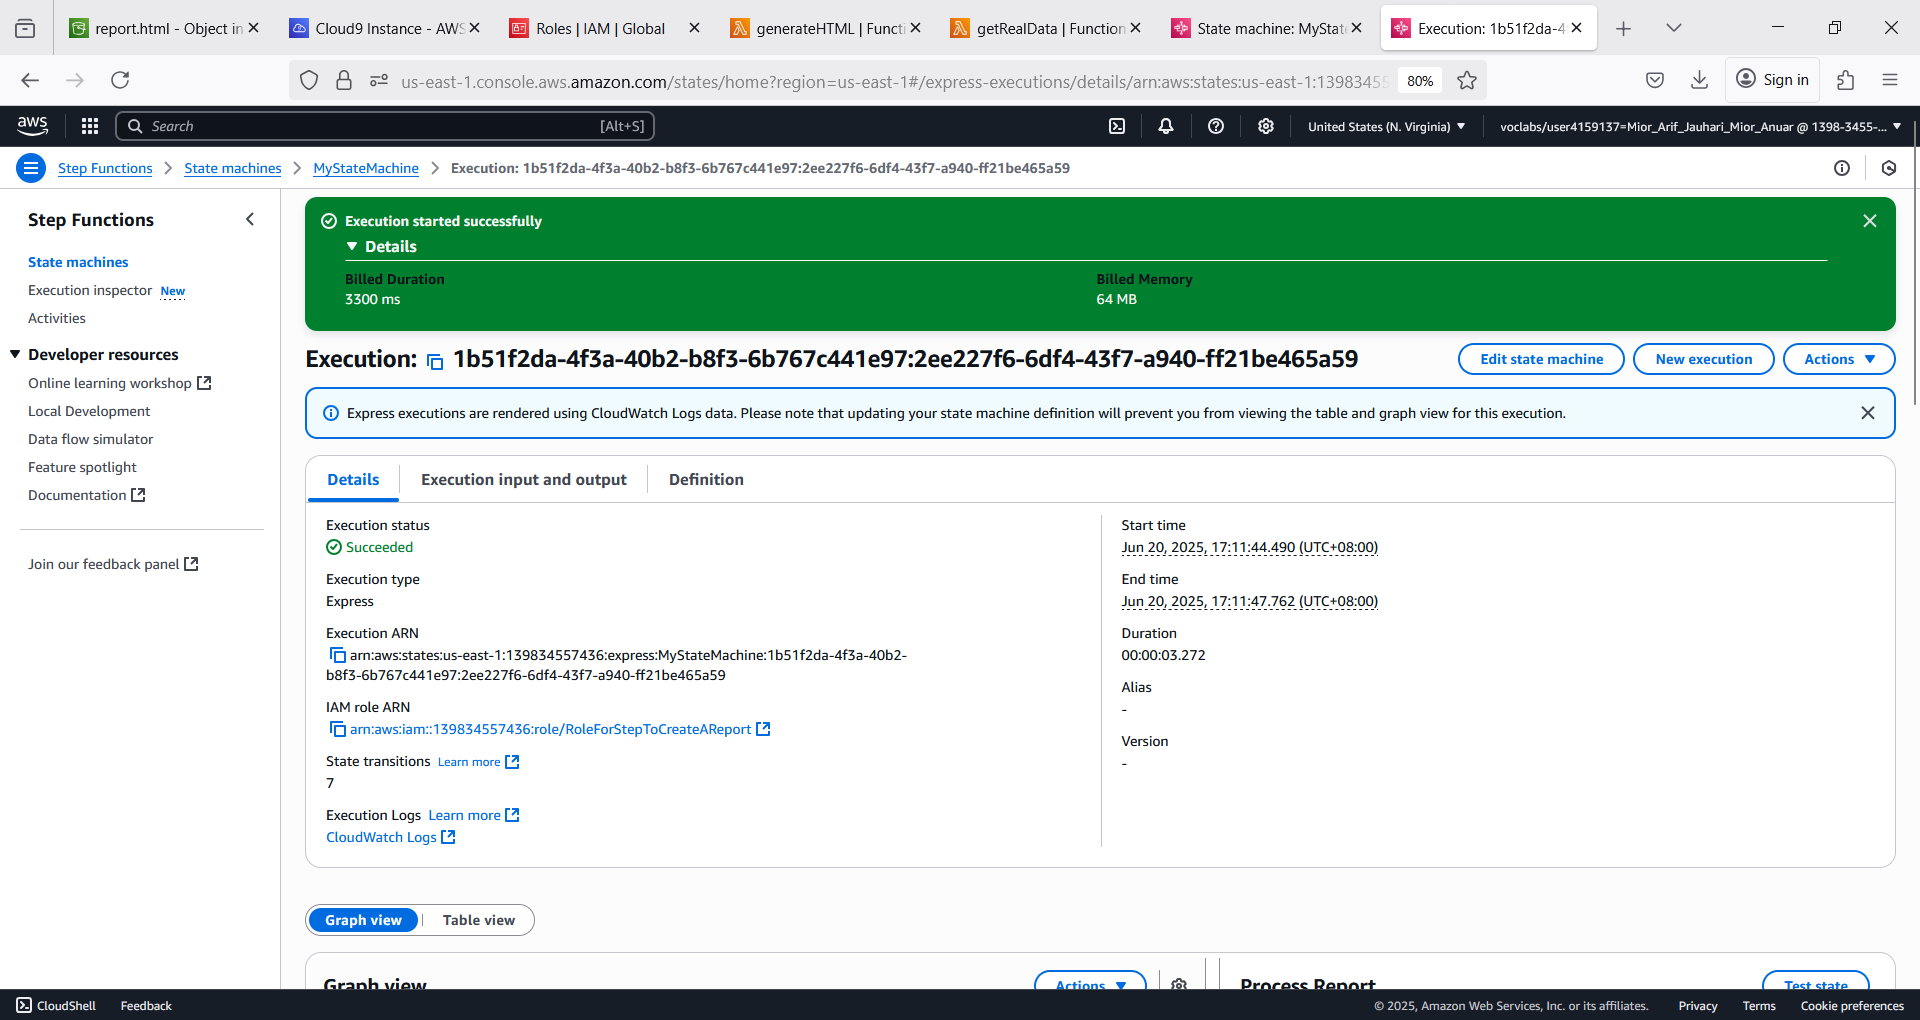 report.html - Object in
Cloud9 Instance - AWS
Roles | IAM | Global
generateHTML | Functi
getRealData | Function
State machine: MyState
Execution: 1b51f2da-4
us-east-1.console.aws.amazon.com/states/home?region=us-east-1#/express-executions/details/arn:aws:states:us-east-1:1398345
80%
Sign in
aws
Search
[Alt+S]
United States (N. Virginia)
voclabs/user4159137=Mior_Arif_Jauhari_Mior_Anuar @ 1398-3455-...
Step Functions
State machines
MyStateMachine
Execution: 1b51f2da-4f3a-40b2-b8f3-6b767c441e97:2ee227f6-6df4-43f7-a940-ff21be465a59
Step Functions
State machines
Execution inspector New
Activities
Developer resources
Online learning workshop
Local Development
Data flow simulator
Feature spotlight
Documentation
Join our feedback panel
Execution started successfully
Details
Billed Duration
3300 ms
Billed Memory
64 MB
Execution: 1b51f2da-4f3a-40b2-b8f3-6b767c441e97:2ee227f6-6df4-43f7-a940-ff21be465a59
Edit state machine
New execution
Actions
Express executions are rendered using CloudWatch Logs data. Please note that updating your state machine definition will prevent you from viewing the table and graph view for this execution.
Details
Execution input and output
Definition
Execution status
Succeeded
Execution type
Express
Execution ARN
arn:aws:states:us-east-1:139834557436:express:MyStateMachine:1b51f2da-4f3a-40b2-
b8f3-6b767c441e97:2ee227f6-6df4-43f7-a940-ff21be465a59
IAM role ARN
arn:aws:iam::139834557436:role/RoleForStepToCreateAReport
State transitions Learn more
7
Execution Logs Learn more
CloudWatch Logs
Start time
Jun 20, 2025, 17:11:44.490 (UTC+08:00)
End time
Jun 20, 2025, 17:11:47.762 (UTC+08:00)
Duration
00:00:03.272
Alias
-
Version
-
Graph view
Table view
Graph view
Actions
Process Report
Test state
CloudShell
Feedback
© 2025, Amazon Web Services, Inc. or its affiliates.
Privacy
Terms
Cookie preferences